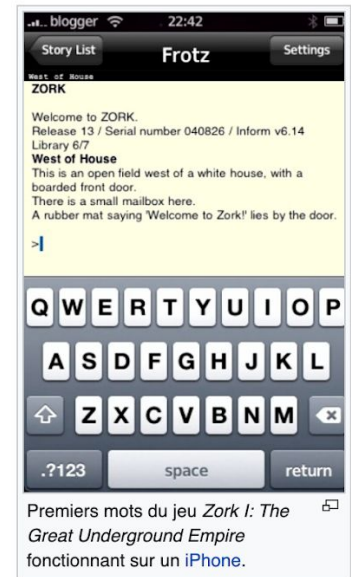 blogger 22:42
Story List Frotz Settings
West of House
ZORK
Welcome to ZORK.
Release 13 / Serial number 040826 / Inform v6.14
Library 6/7
West of House
This is an open field west of a white house, with a
boarded front door.
There is a small mailbox here.
A rubber mat saying 'Welcome to Zork!' lies by the door.
>
Q W E R T Y U I O P
A S D F G H J K L
Z X C V B N M
.?123 space return
Premiers mots du jeu Zork I: The
Great Underground Empire
fonctionnant sur un iPhone.